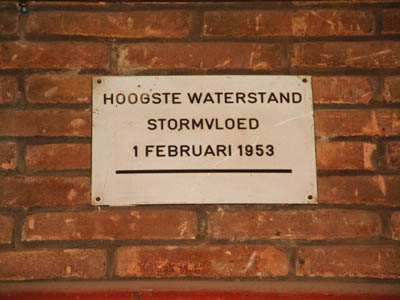 HOOGSTE WATERSTAND
STORMVLOED
1 FEBRUARI 1953